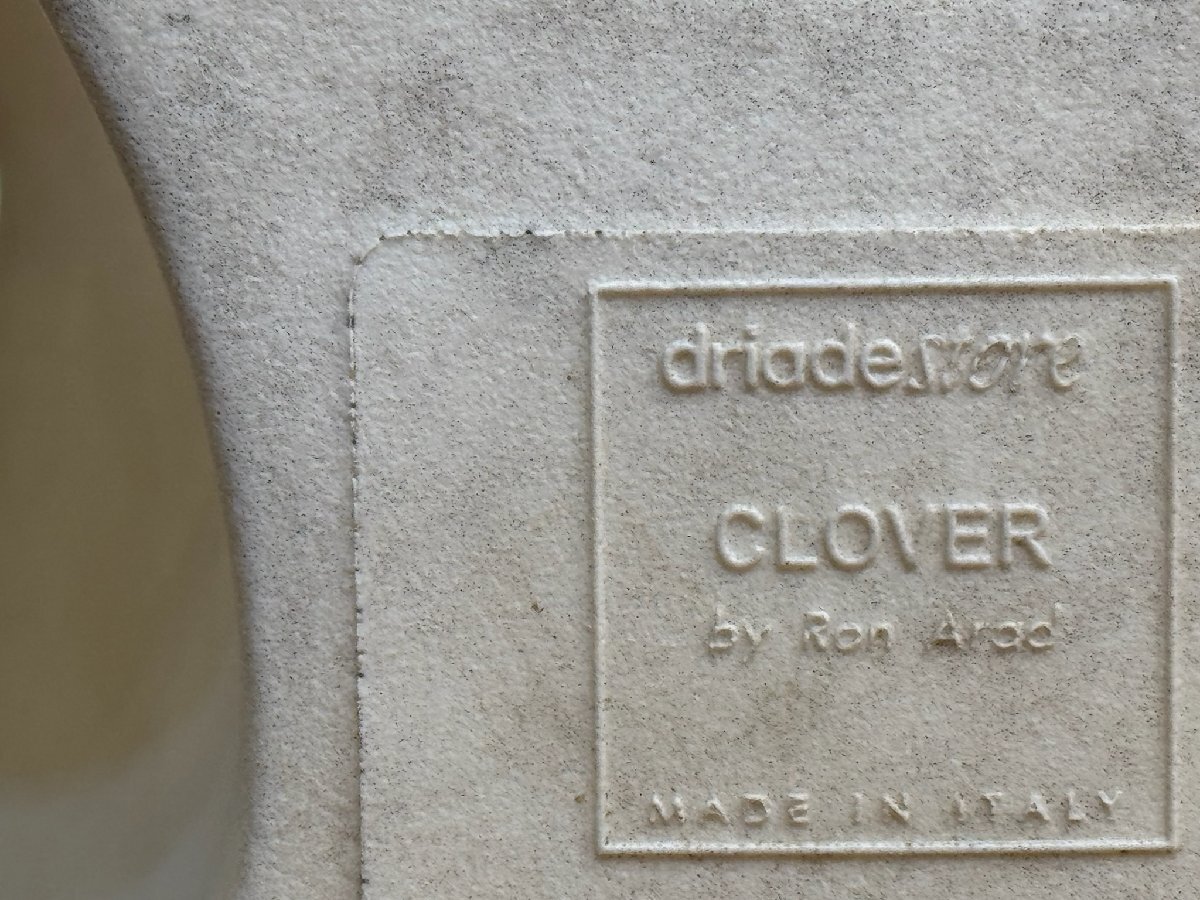 driadestore
CLOVER
by Ron Arad
MADE IN ITALY